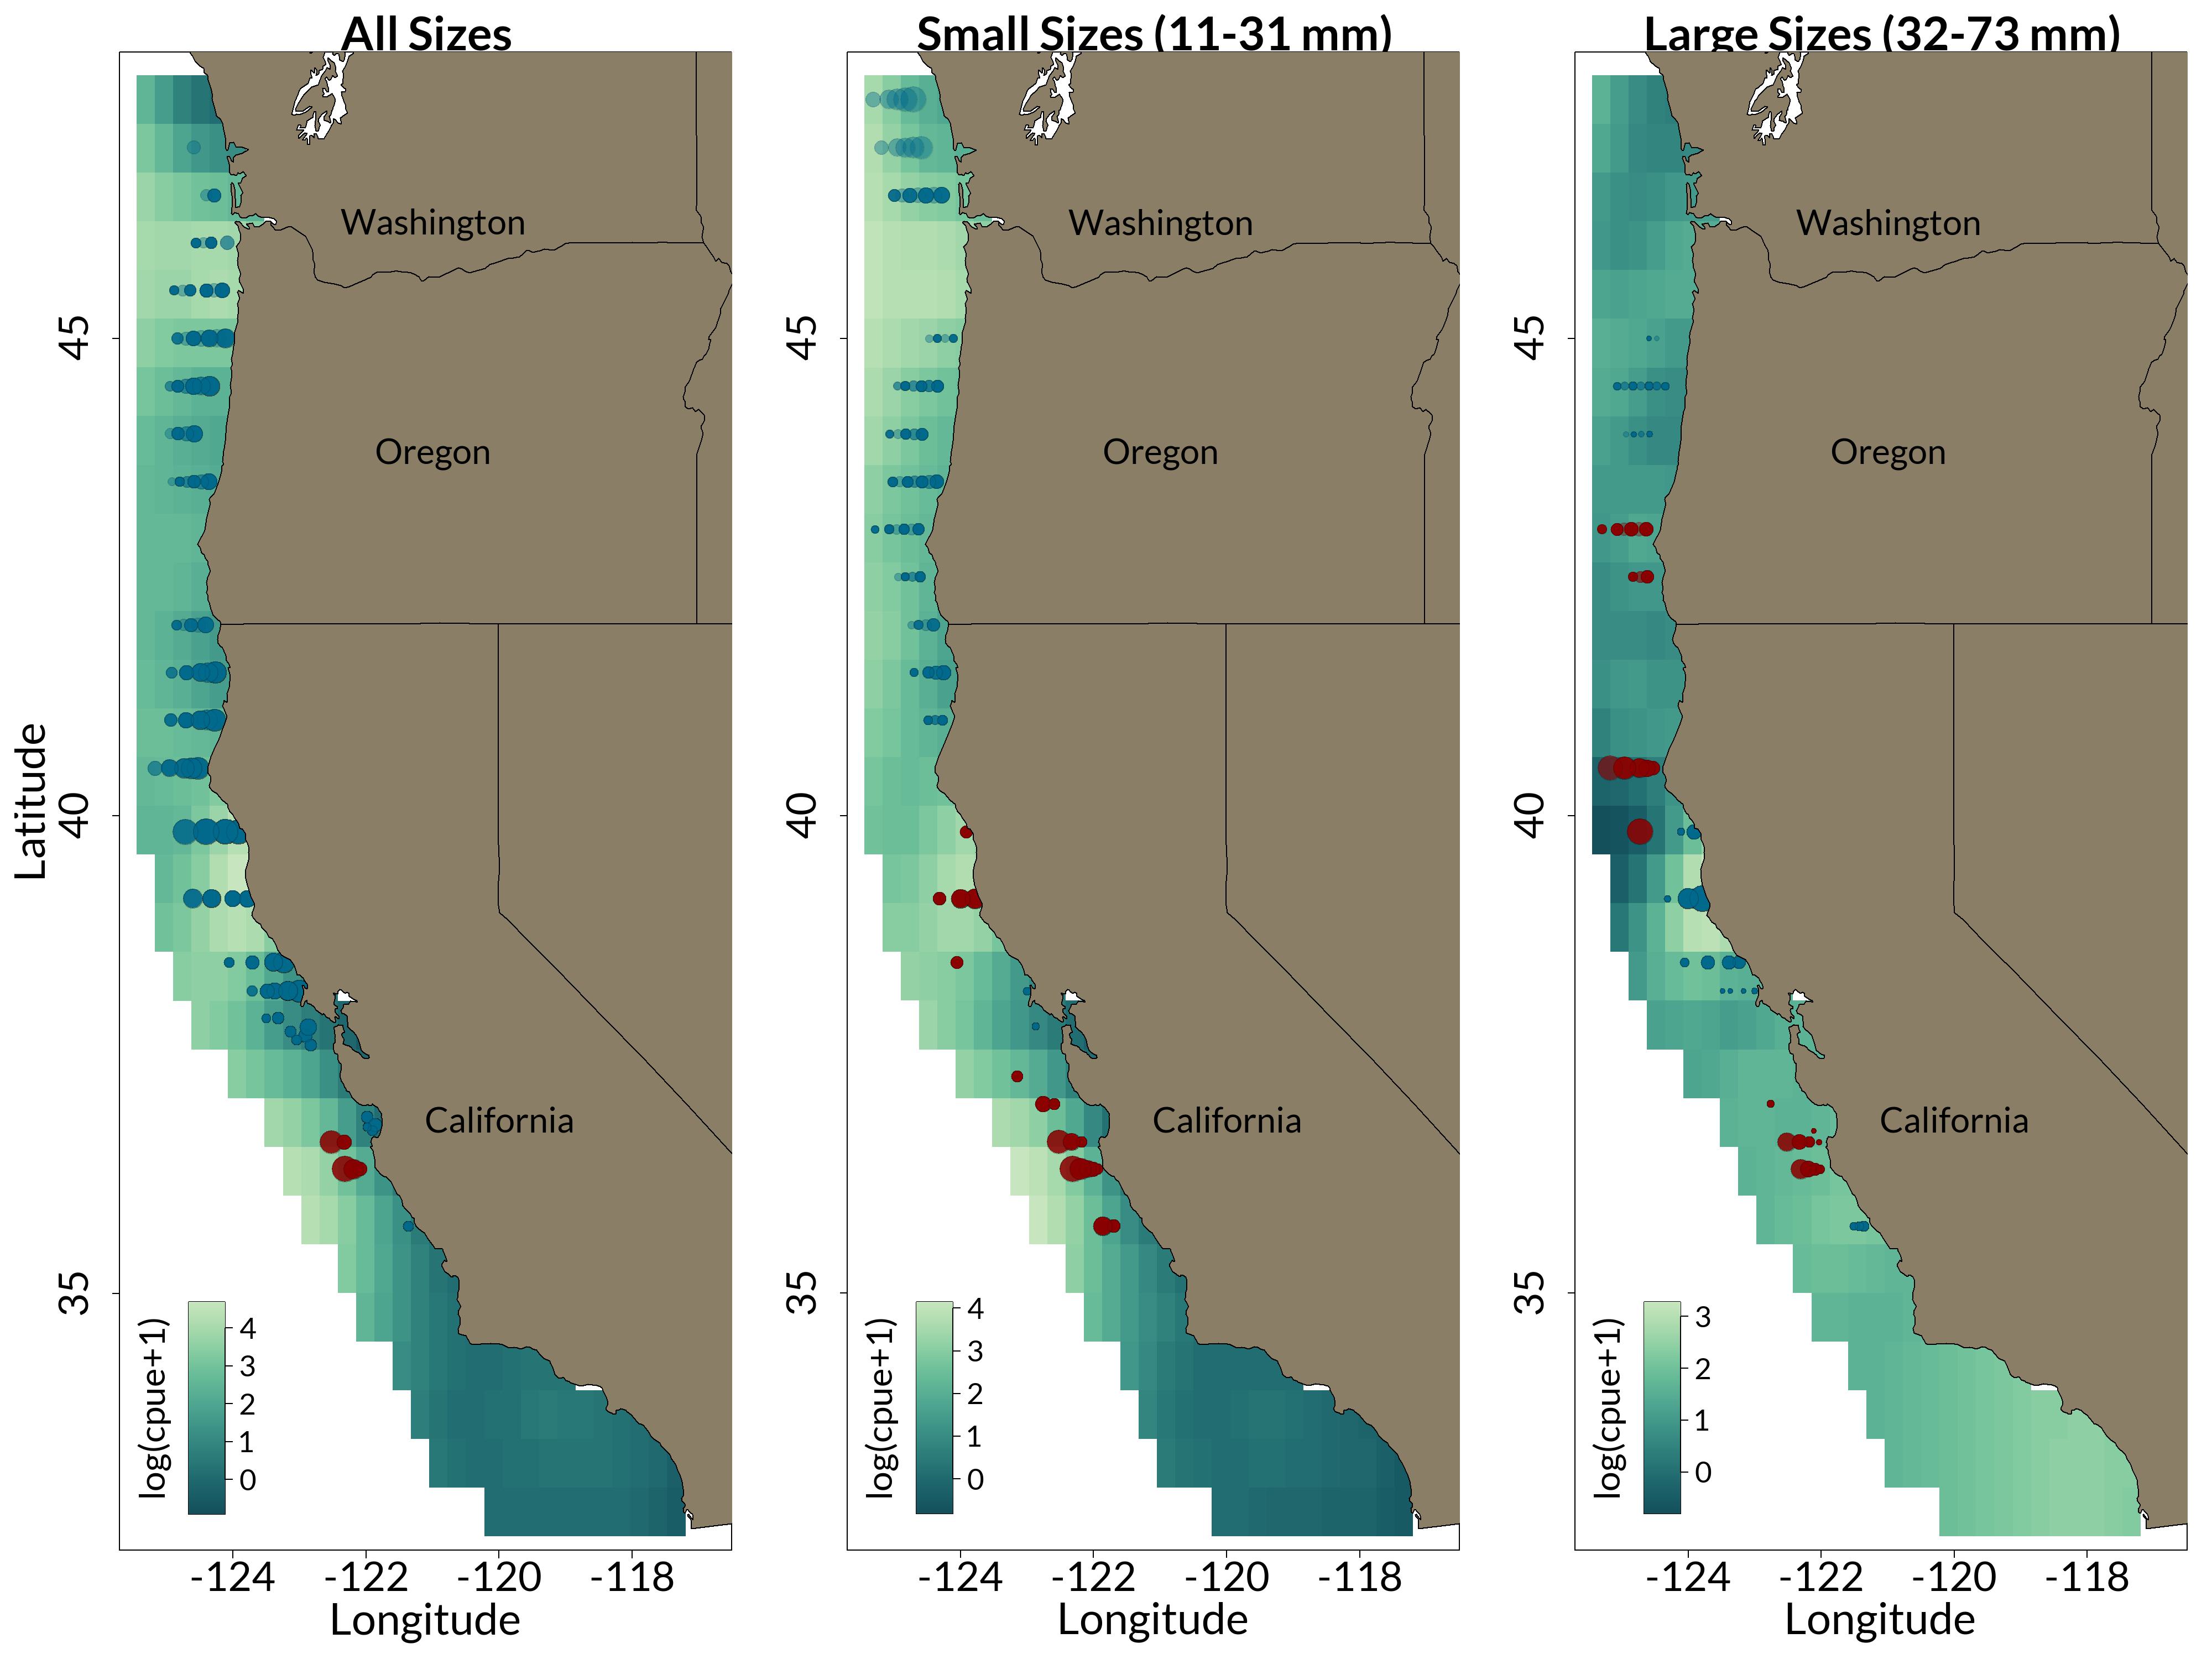 All Sizes
Small Sizes (11-31 mm)
Large Sizes (32-73 mm)
Latitude
45
40
35
Washington
Oregon
California
log(cpue+1)
4
3
2
1
0
-124
-122
-120
-118
Longitude
45
40
35
Washington
Oregon
California
log(cpue+1)
4
3
2
1
0
-124
-122
-120
-118
Longitude
45
40
35
Washington
Oregon
California
log(cpue+1)
3
2
1
0
-124
-122
-120
-118
Longitude